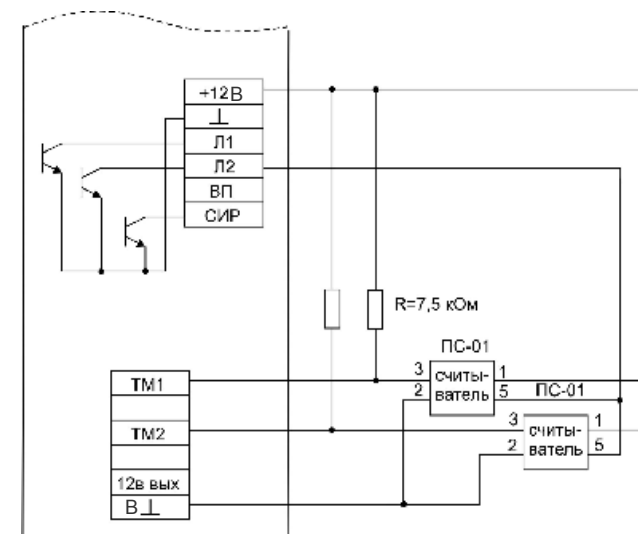 +12В
⊥
Л1
Л2
ВП
СИР
R=7,5 кОм
ПС-01
3
считы-
ватель
1
2
5
ПС-01
3
считы-
ватель
1
2
5
ТМ1
ТМ2
12в вых
В⊥